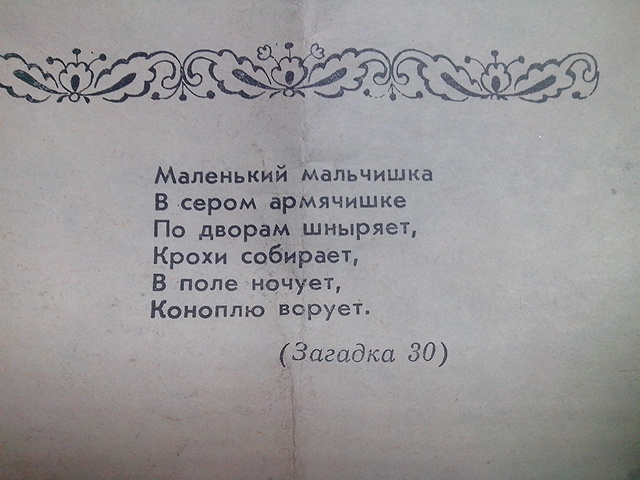 Маленький мальчишка
В сером армячишке
По дворам шныряет,
Крохи собирает,
В поле ночует,
Коноплю ворует.
(Загадка 30)